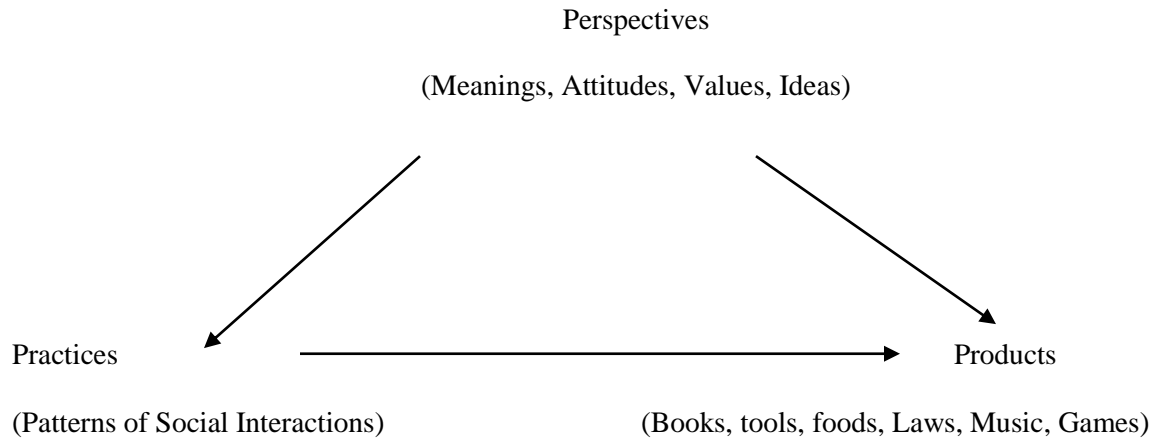 Perspectives
(Meanings, Attitudes, Values, Ideas)
Practices
Products
(Patterns of Social Interactions)
(Books, tools, foods, Laws, Music, Games)